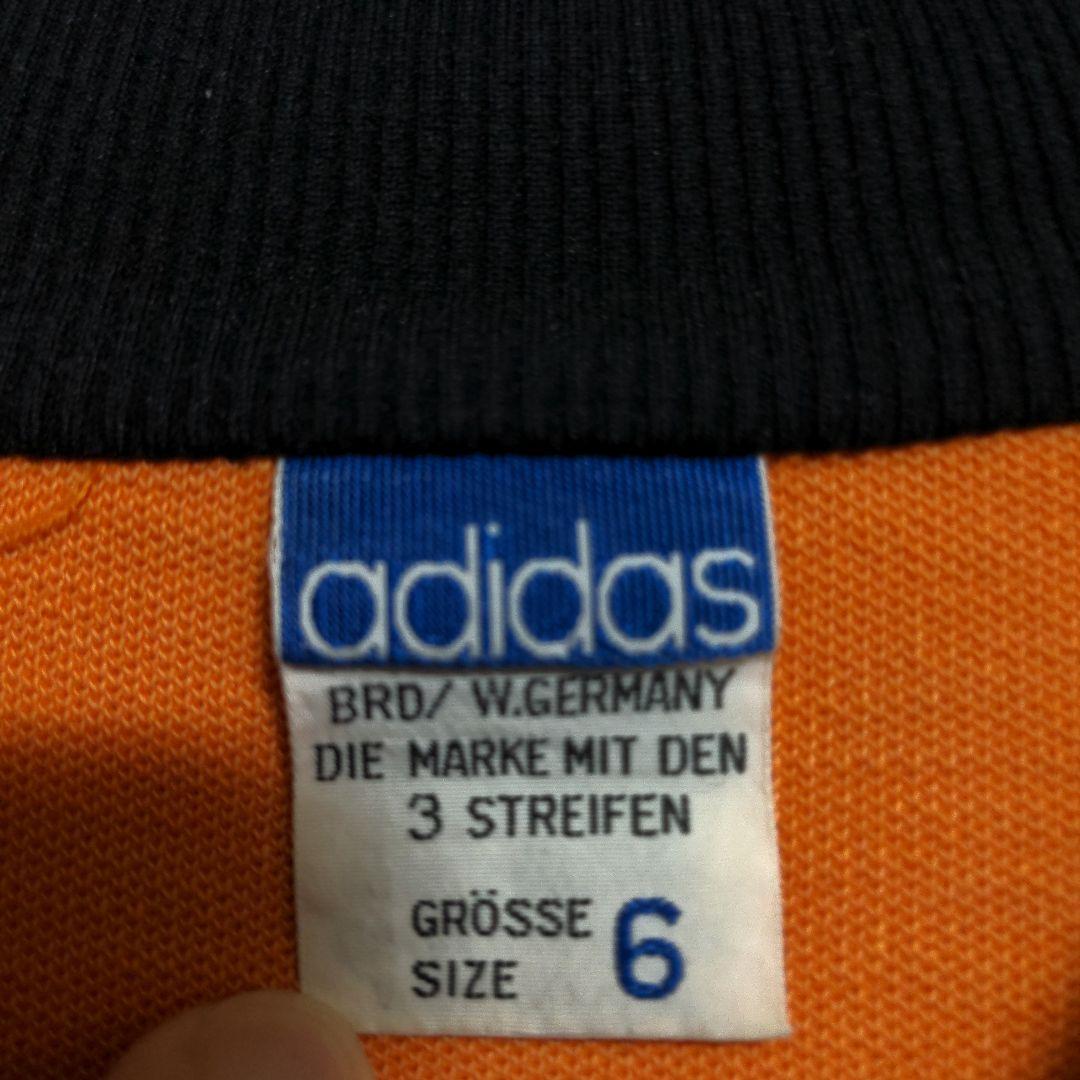 adidas
BRD/ W.GERMANY
DIE MARKE MIT DEN
3 STREIFEN
GRÖSSE
SIZE 6